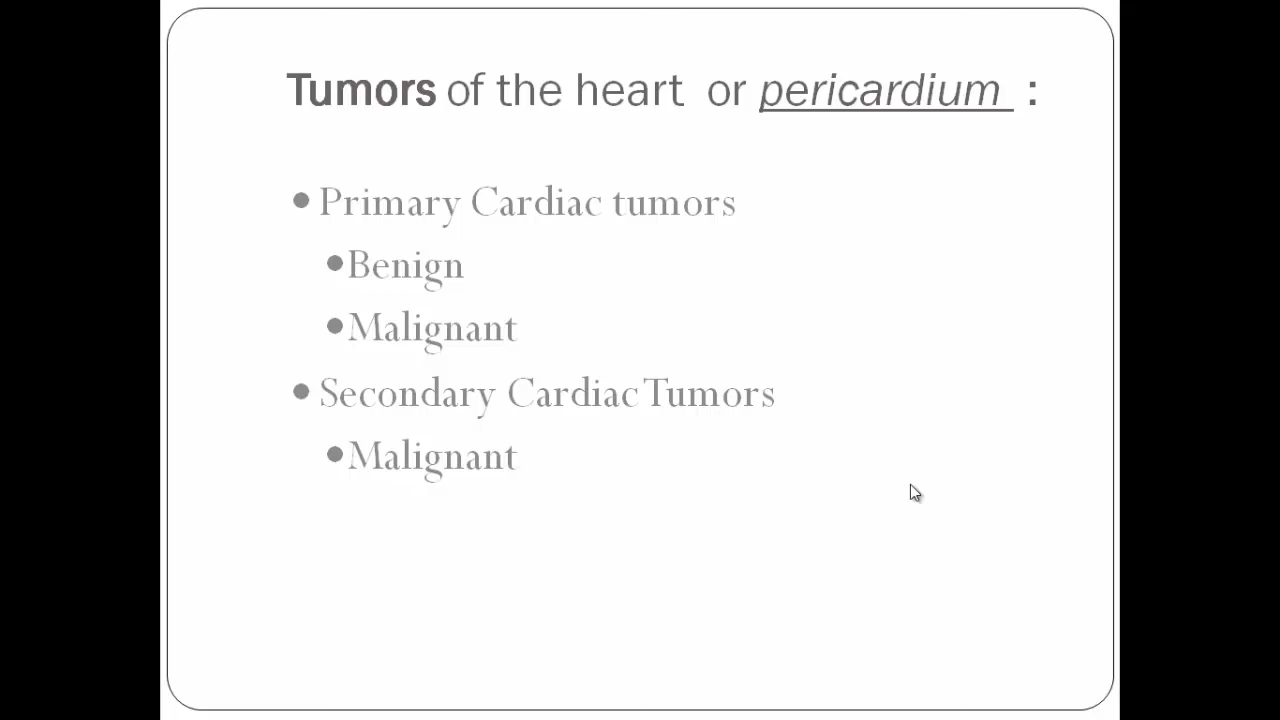 Tumors of the heart or pericardium :
• Primary Cardiac tumors
• Benign
• Malignant
• Secondary Cardiac Tumors
• Malignant